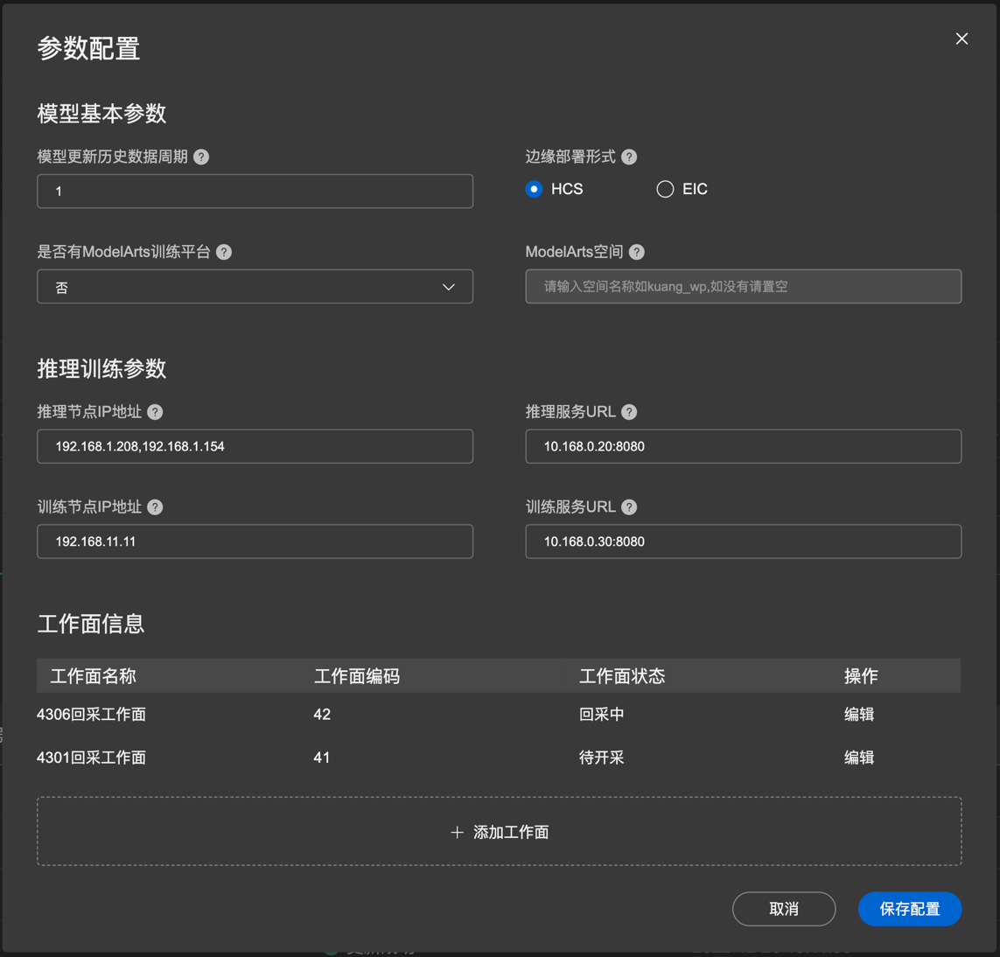 参数配置
模型基本参数
模型更新历史数据周期 ?
边缘部署形式 ?
1
HCS
EIC
是否有ModelArts训练平台 ?
ModelArts空间 ?
否
请输入空间名称如kuang_wp,如没有请置空
推理训练参数
推理节点IP地址 ?
推理服务URL ?
192.168.1.208,192.168.1.154
10.168.0.20:8080
训练节点IP地址 ?
训练服务URL ?
192.168.11.11
10.168.0.30:8080
工作面信息
工作面名称 工作面编码 工作面状态 操作
4306回采工作面 42 回采中 编辑
4301回采工作面 41 待开采 编辑
+ 添加工作面
取消
保存配置